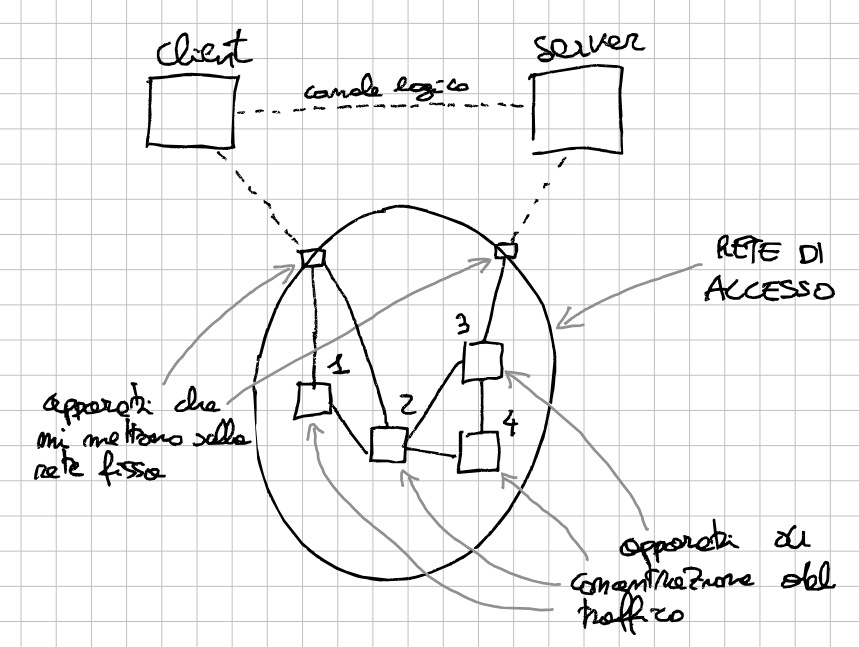 client
server
canale logico
RETE DI
ACCESSO
3
1
2
4
apparati che
mi mettono sulla
rete fissa
apparati di
concentrazione del
traffico